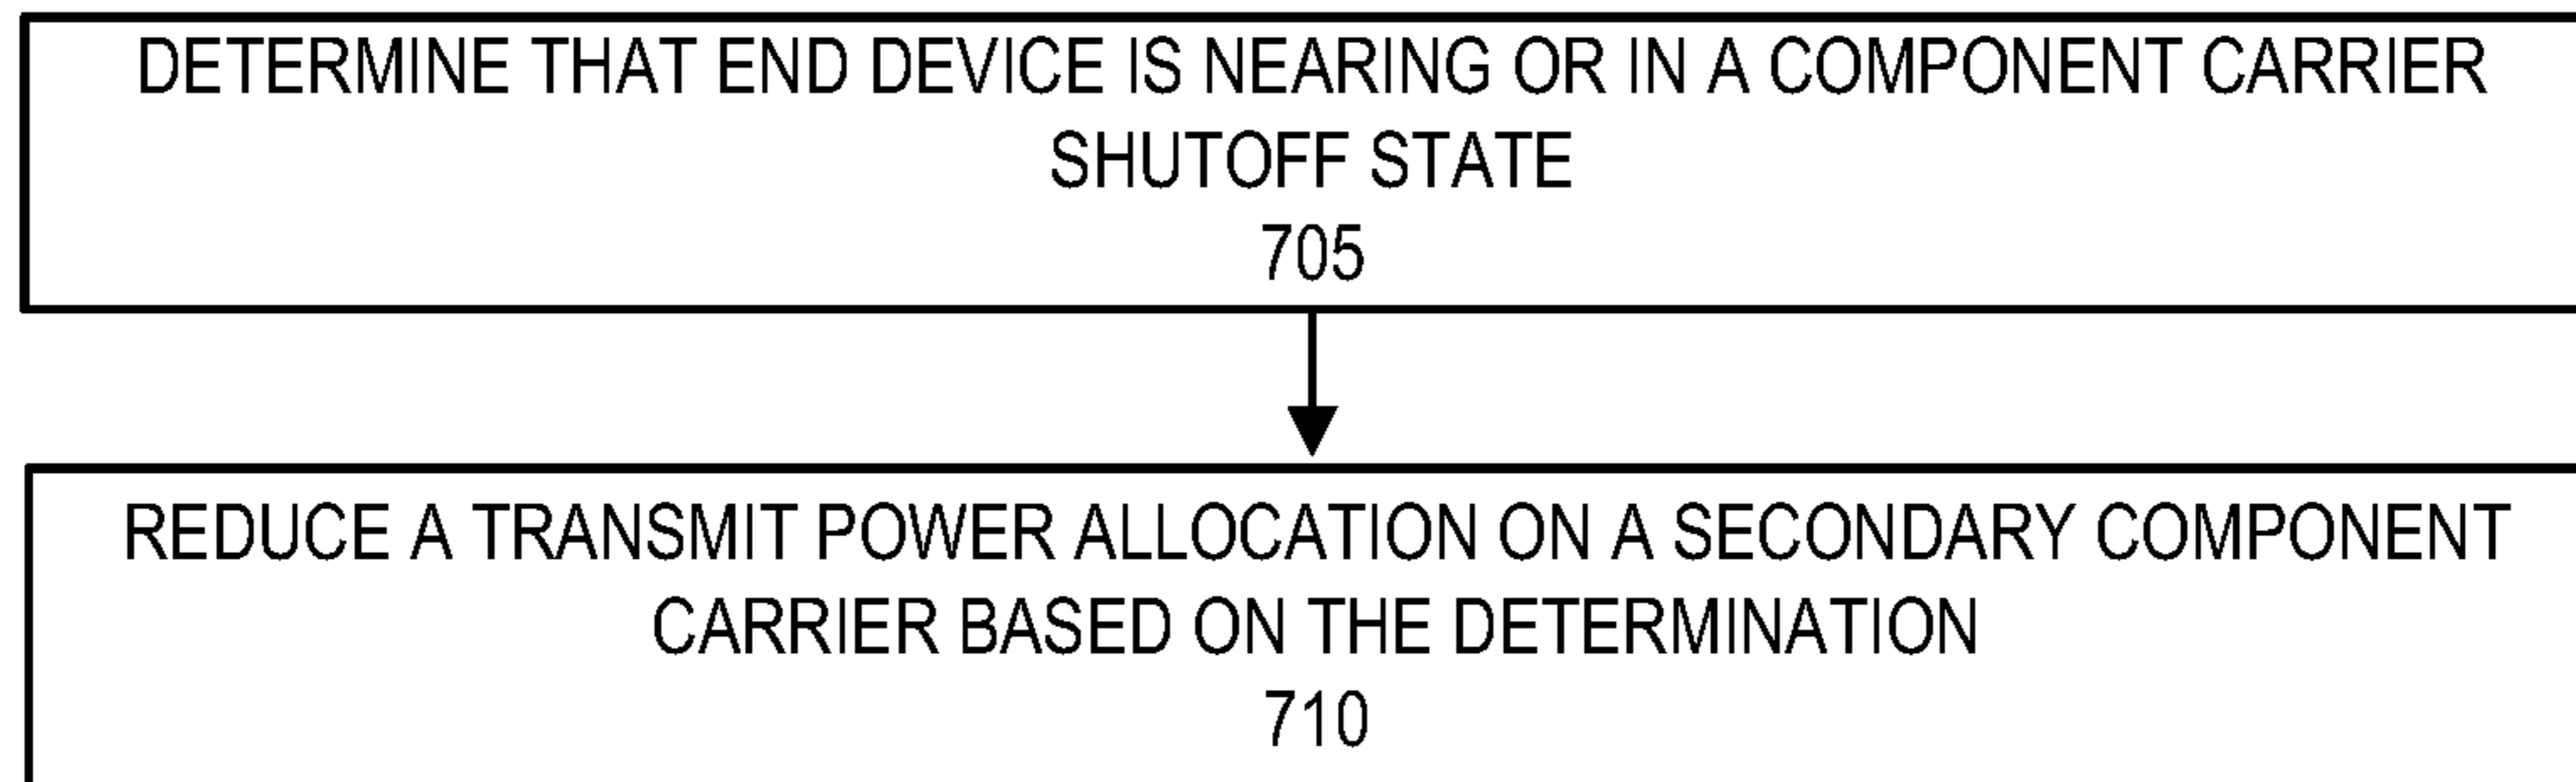 DETERMINE THAT END DEVICE IS NEARING OR IN A COMPONENT CARRIER
SHUTOFF STATE
705
REDUCE A TRANSMIT POWER ALLOCATION ON A SECONDARY COMPONENT
CARRIER BASED ON THE DETERMINATION
710